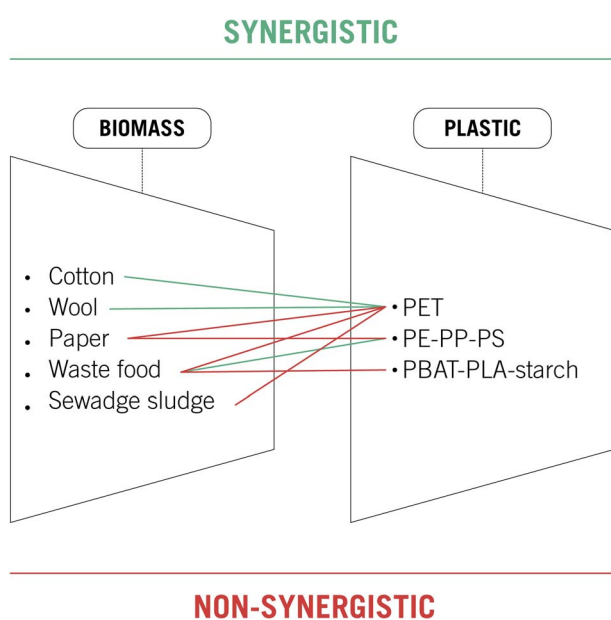 SYNERGISTIC
BIOMASS
PLASTIC
• Cotton
• Wool
• Paper
• Waste food
• Sewadge sludge
• PET
• PE-PP-PS
• PBAT-PLA-starch
NON-SYNERGISTIC